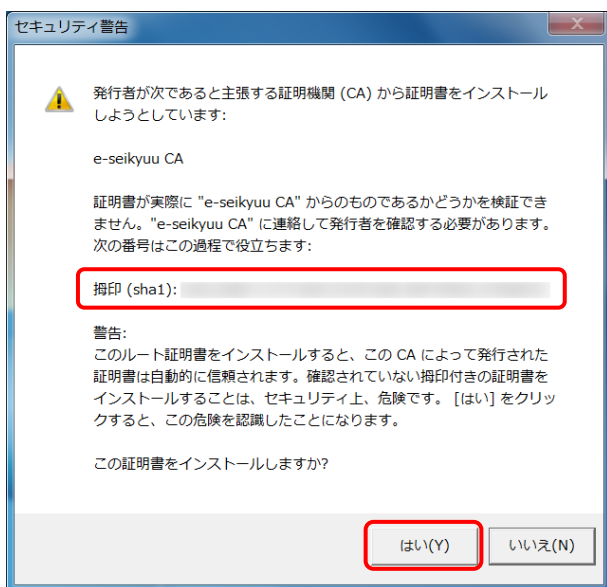 セキュリティ警告
発行者が次であると主張する証明機関 (CA) から証明書をインストール
しようとしています:
e-seikyuu CA
証明書が実際に "e-seikyuu CA" からのものであるかどうかを検証でき
ません。"e-seikyuu CA" に連絡して発行者を確認する必要があります。
次の番号はこの過程で役立ちます:
拇印 (sha1):
警告:
このルート証明書をインストールすると、この CA によって発行された
証明書は自動的に信頼されます。確認されていない拇印付きの証明書を
インストールすることは、セキュリティ上、危険です。 [はい] をクリッ
クすると、この危険を認識したことになります。
この証明書をインストールしますか?
はい(Y)
いいえ(N)